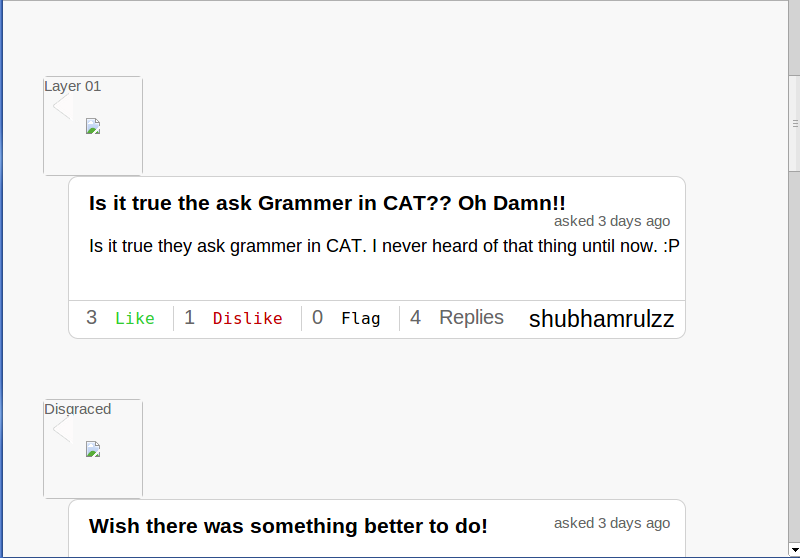 Layer 01
Is it true the ask Grammer in CAT?? Oh Damn!!
asked 3 days ago
Is it true they ask grammer in CAT. I never heard of that thing until now. :P
3 Like 1 Dislike 0 Flag 4 Replies shubhamrulzz
Disgraced
Wish there was something better to do! asked 3 days ago